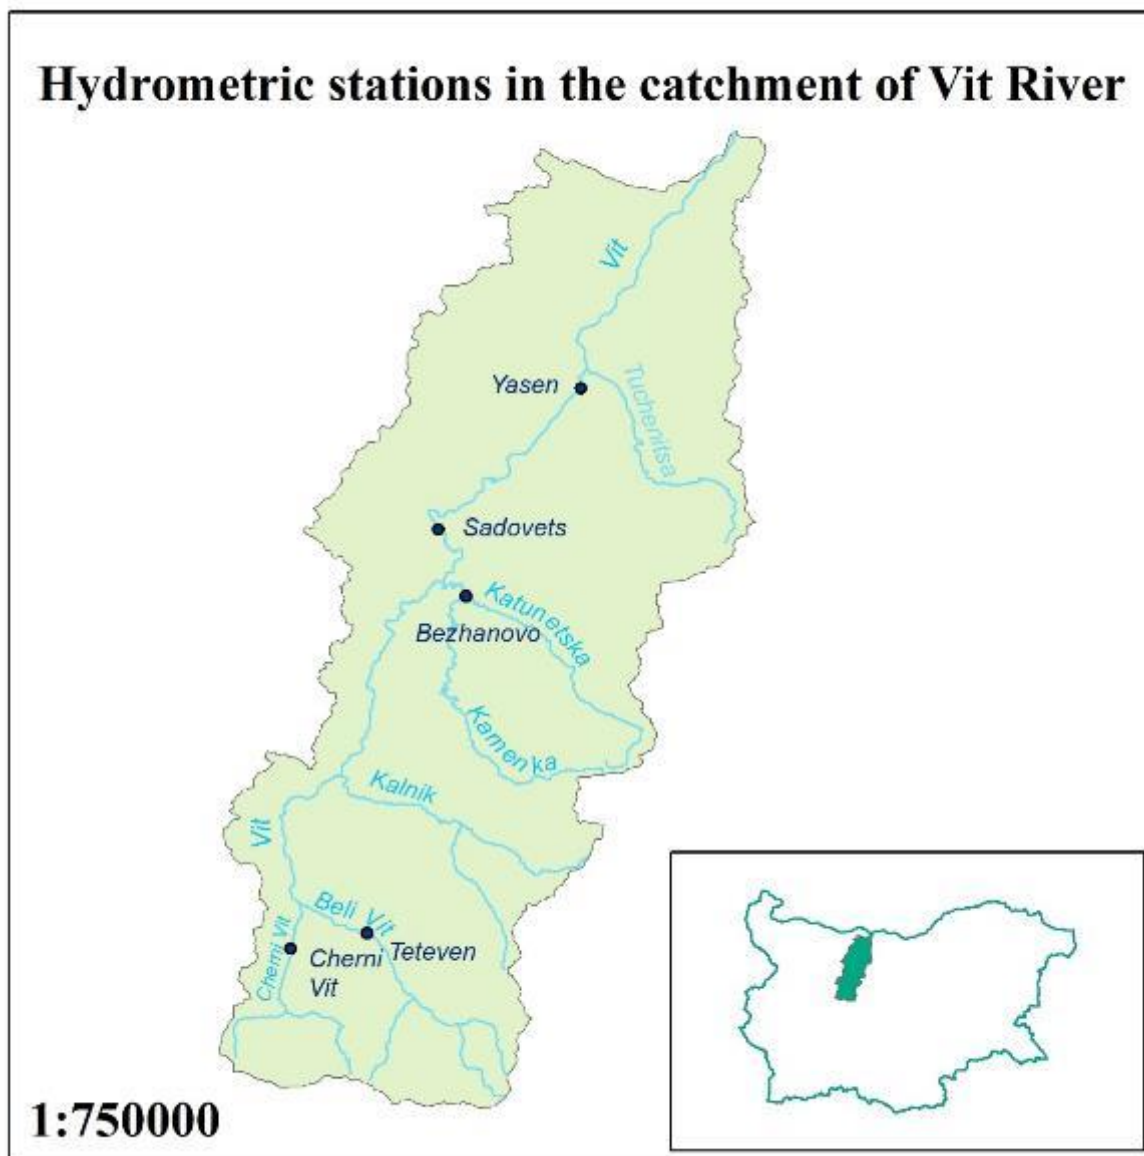 Hydrometric stations in the catchment of Vit River
Vit
Yasen
Tuchenitsa
Sadovets
Katunetska
Bezhanovo
Kamenka
Kalnik
Vit
Beli Vit
Cherni Vit
Teteven
Cherni
Vit
1:750000